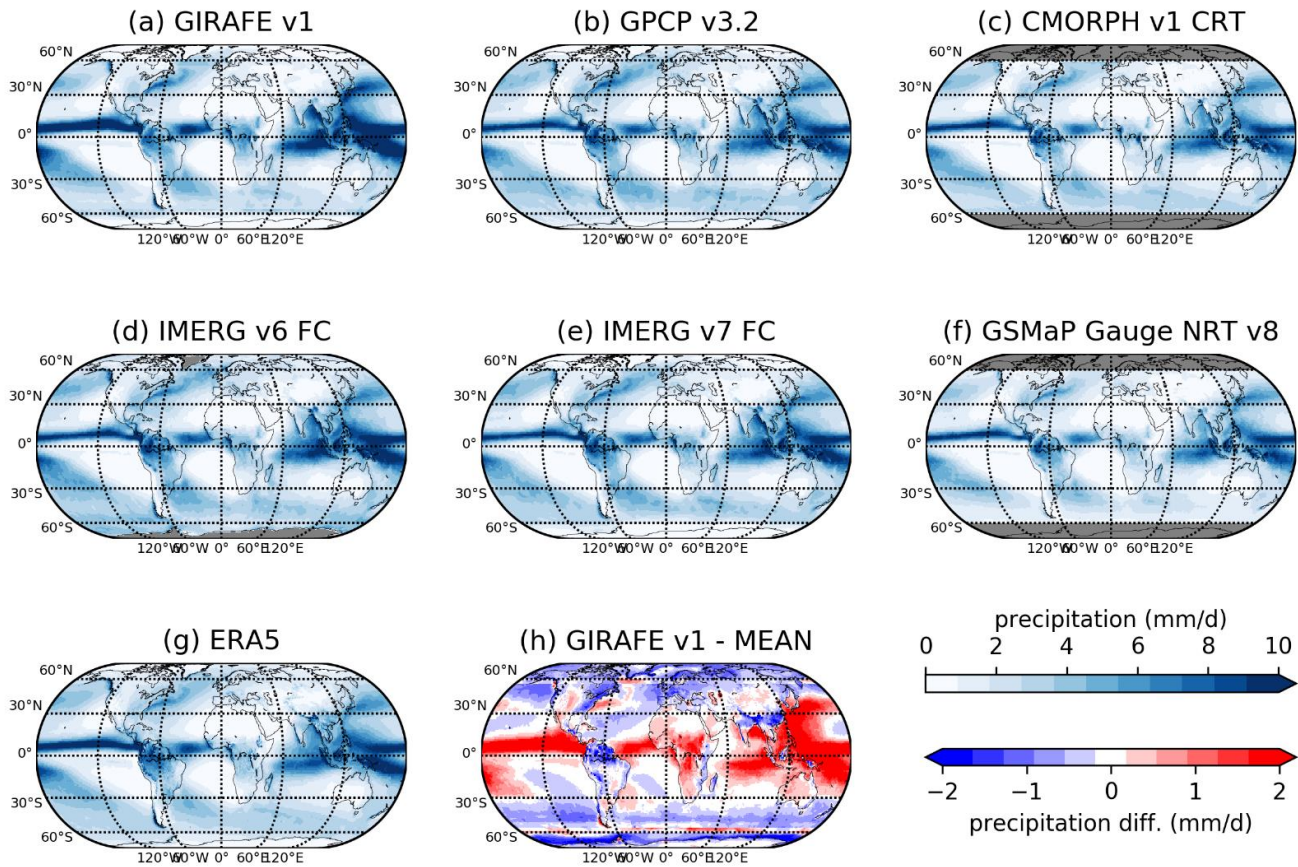 (a) GIRAFE v1
(b) GPCP v3.2
(c) CMORPH v1 CRT
60°N
30°N
0°
30°S
60°S
120°W
60°W
0°
60°E
120°E
60°N
30°N
0°
30°S
60°S
120°W
60°W
0°
60°E
120°E
60°N
30°N
0°
30°S
60°S
120°W
60°W
0°
60°E
120°E
(d) IMERG v6 FC
(e) IMERG v7 FC
(f) GSMaP Gauge NRT v8
60°N
30°N
0°
30°S
60°S
120°W
60°W
0°
60°E
120°E
60°N
30°N
0°
30°S
60°S
120°W
60°W
0°
60°E
120°E
60°N
30°N
0°
30°S
60°S
120°W
60°W
0°
60°E
120°E
(g) ERA5
(h) GIRAFE v1 - MEAN
60°N
30°N
0°
30°S
60°S
120°W
60°W
0°
60°E
120°E
60°N
30°N
0°
30°S
60°S
120°W
60°W
0°
60°E
120°E
precipitation (mm/d)
0 2 4 6 8 10
−2 −1 0 1 2
precipitation diff. (mm/d)